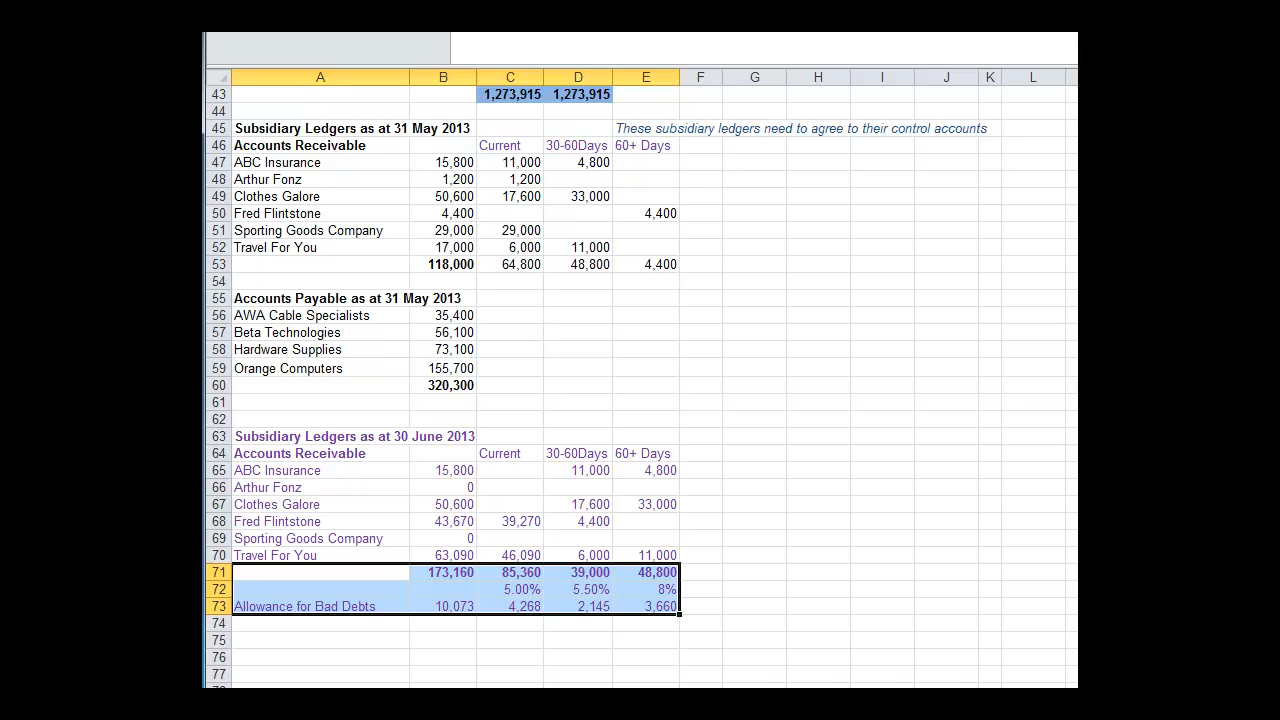 A B C D E F G H I J K L
43 1,273,915 1,273,915
44
45 Subsidiary Ledgers as at 31 May 2013 These subsidiary ledgers need to agree to their control accounts
46 Accounts Receivable Current 30-60Days 60+ Days
47 ABC Insurance 15,800 11,000 4,800
48 Arthur Fonz 1,200 1,200
49 Clothes Galore 50,600 17,600 33,000
50 Fred Flintstone 4,400 4,400
51 Sporting Goods Company 29,000 29,000
52 Travel For You 17,000 6,000 11,000
53 118,000 64,800 48,800 4,400
54
55 Accounts Payable as at 31 May 2013
56 AWA Cable Specialists 35,400
57 Beta Technologies 56,100
58 Hardware Supplies 73,100
59 Orange Computers 155,700
60 320,300
61
62
63 Subsidiary Ledgers as at 30 June 2013
64 Accounts Receivable Current 30-60Days 60+ Days
65 ABC Insurance 15,800 11,000 4,800
66 Arthur Fonz 0
67 Clothes Galore 50,600 17,600 33,000
68 Fred Flintstone 43,670 39,270 4,400
69 Sporting Goods Company 0
70 Travel For You 63,090 46,090 6,000 11,000
71 173,160 85,360 39,000 48,800
72 5.00% 5.50% 8%
73 Allowance for Bad Debts 10,073 4,268 2,145 3,660
74
75
76
77